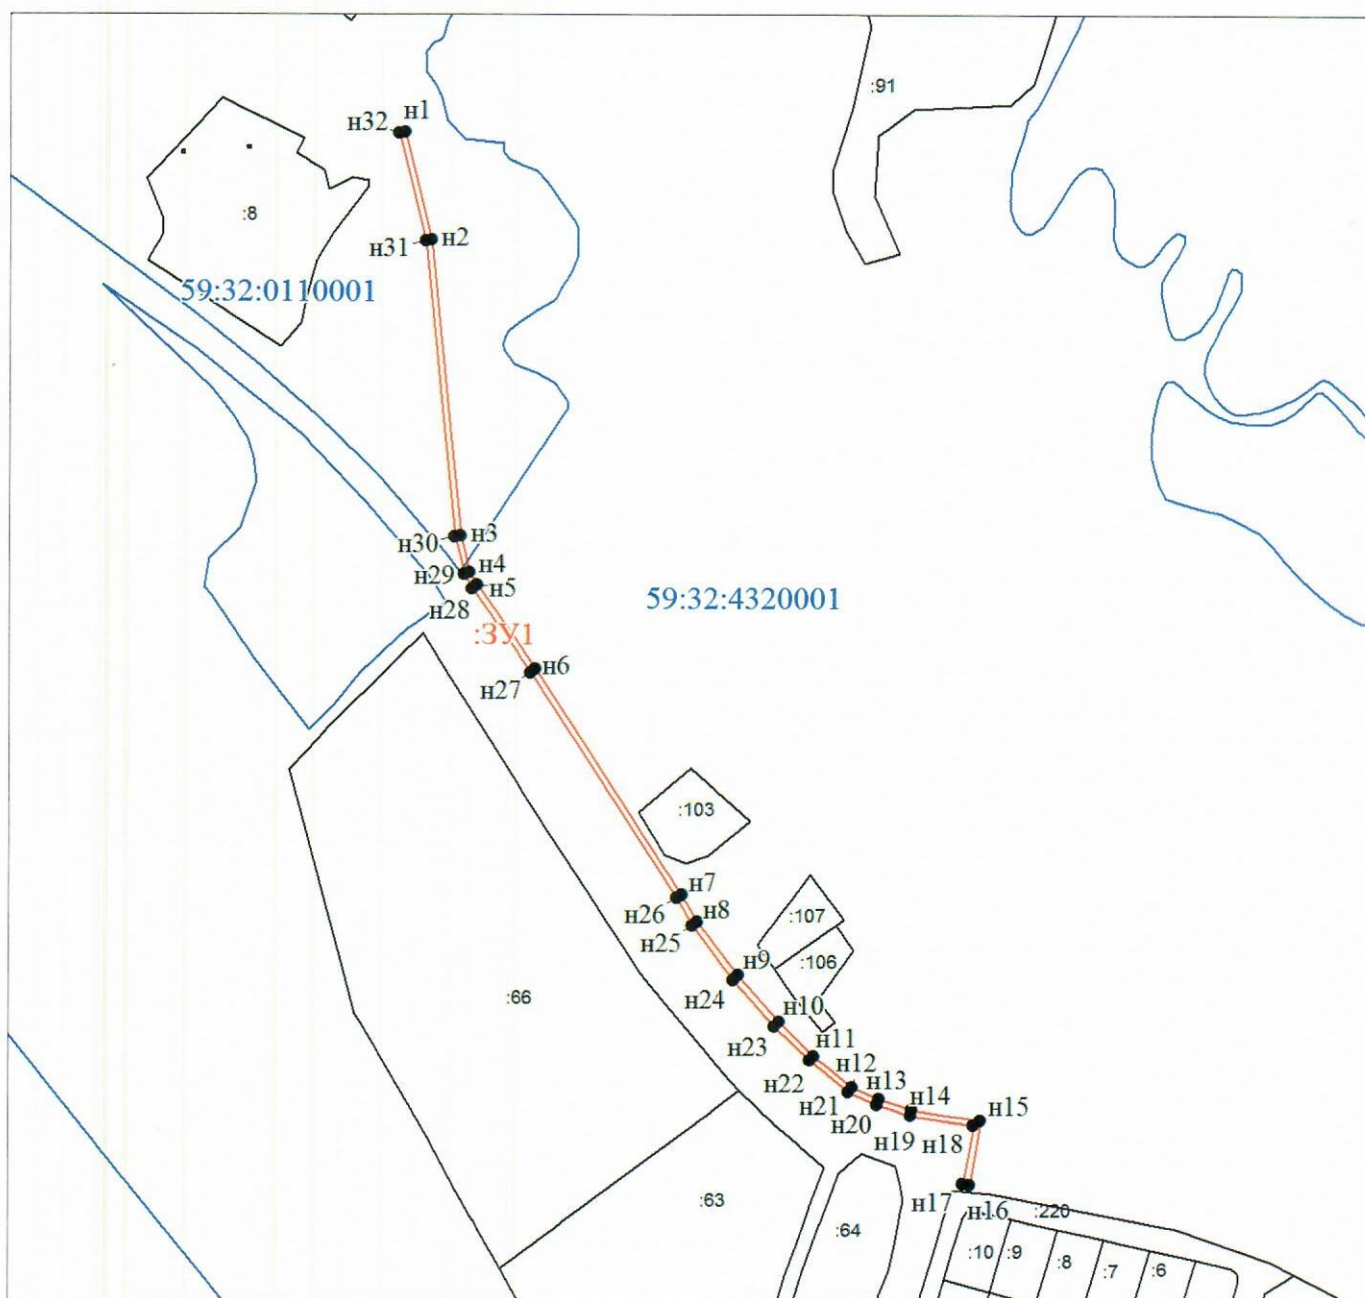 :91
н32
н1
:8
н31
н2
59:32:0110001
н30
н3
н29
н4
н5
н28
59:32:4320001
:ЗУ1
н6
н27
:103
н7
н26
н8
н25
:107
:106
н9
н24
:66
н10
н23
н11
н22
н12
н13
н21
н14
н20
н19
н18
н15
н17
н16
:220
:63
:64
:10
:9
:8
:7
:6